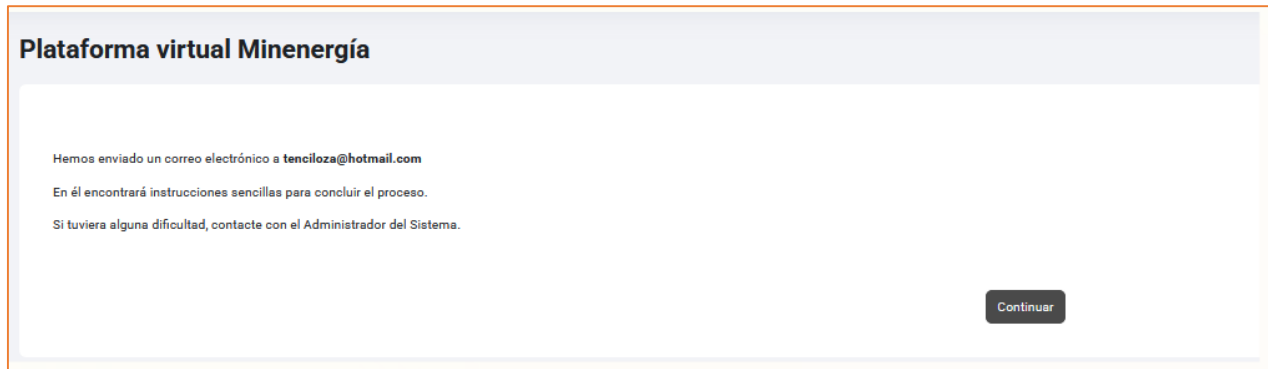 Plataforma virtual Minenergía
Hemos enviado un correo electrónico a tenciloza@hotmail.com
En él encontrará instrucciones sencillas para concluir el proceso.
Si tuviera alguna dificultad, contacte con el Administrador del Sistema.
Continuar